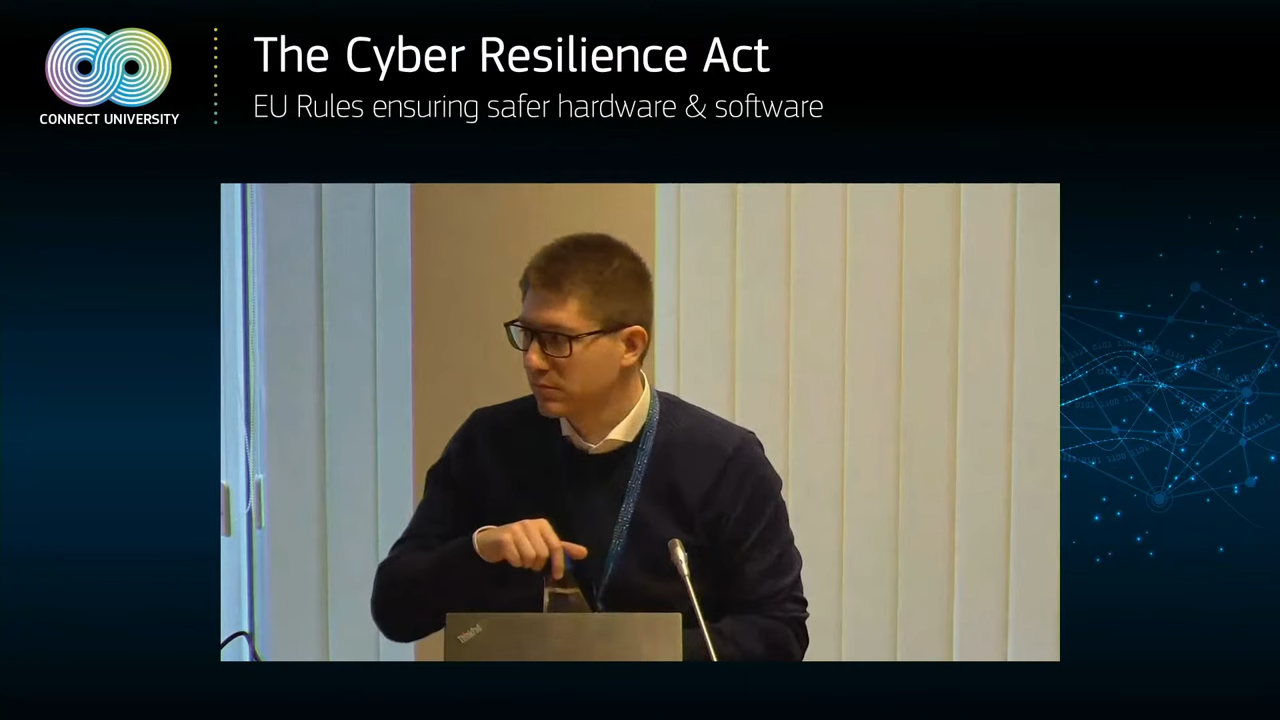 The Cyber Resilience Act
EU Rules ensuring safer hardware & software
CONNECT UNIVERSITY
ThinkPad